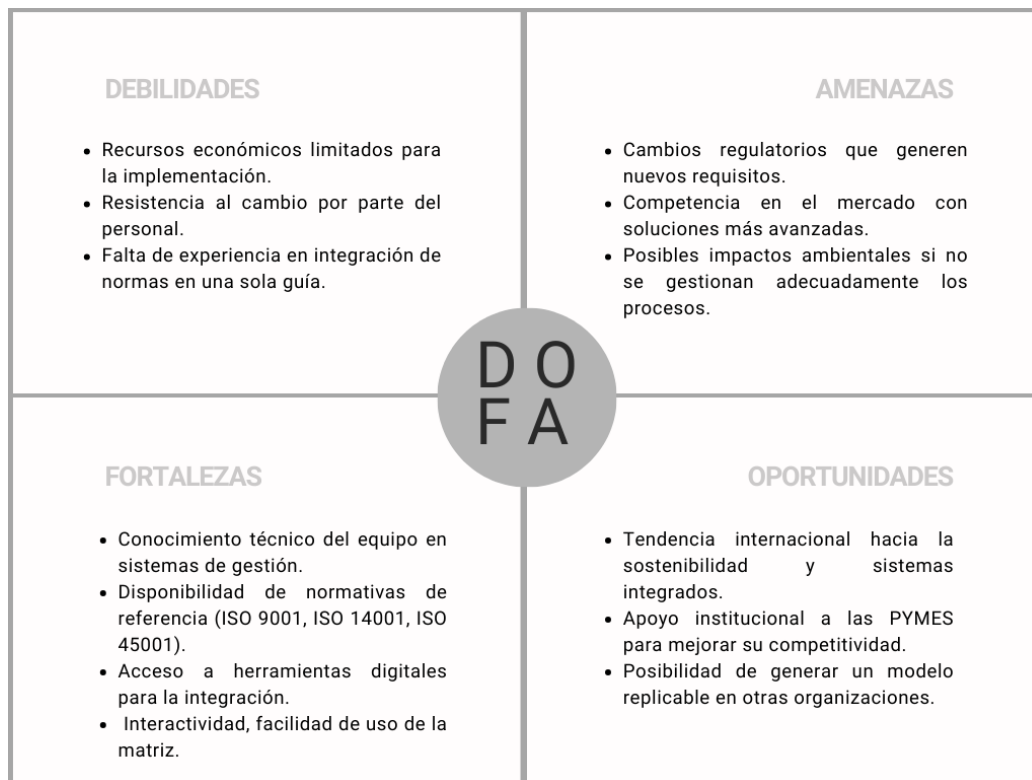 DEBILIDADES
• Recursos económicos limitados para
la implementación.
• Resistencia al cambio por parte del
personal.
• Falta de experiencia en integración de
normas en una sola guía.
AMENAZAS
• Cambios regulatorios que generen
nuevos requisitos.
• Competencia en el mercado con
soluciones más avanzadas.
• Posibles impactos ambientales si no
se gestionan adecuadamente los
procesos.
D O
F A
FORTALEZAS
• Conocimiento técnico del equipo en
sistemas de gestión.
• Disponibilidad de normativas de
referencia (ISO 9001, ISO 14001, ISO
45001).
• Acceso a herramientas digitales
para la integración.
• Interactividad, facilidad de uso de la
matriz.
OPORTUNIDADES
• Tendencia internacional hacia la
sostenibilidad y sistemas
integrados.
• Apoyo institucional a las PYMES
para mejorar su competitividad.
• Posibilidad de generar un modelo
replicable en otras organizaciones.